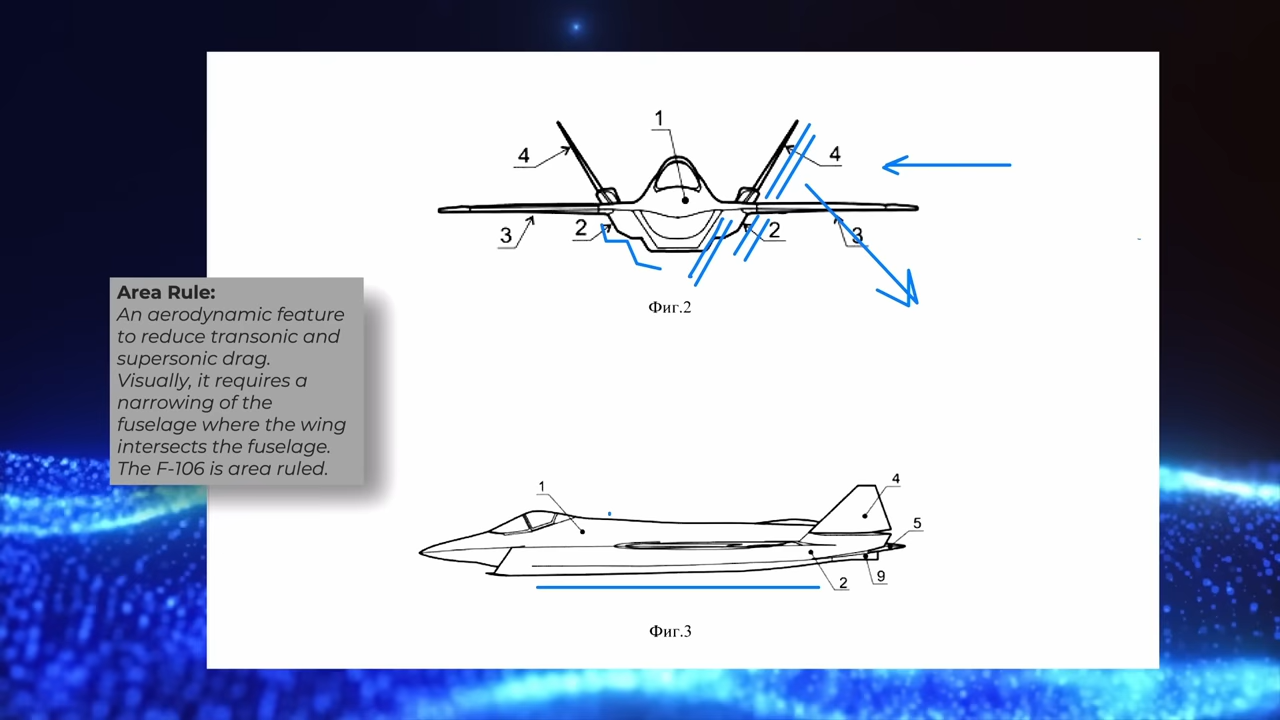 1
4
4
3
2
2
3
Фиг.2
Area Rule:
An aerodynamic feature
to reduce transonic and
supersonic drag.
Visually, it requires a
narrowing of the
fuselage where the wing
intersects the fuselage.
The F-106 is area ruled.
1
4
5
2
9
Фиг.3